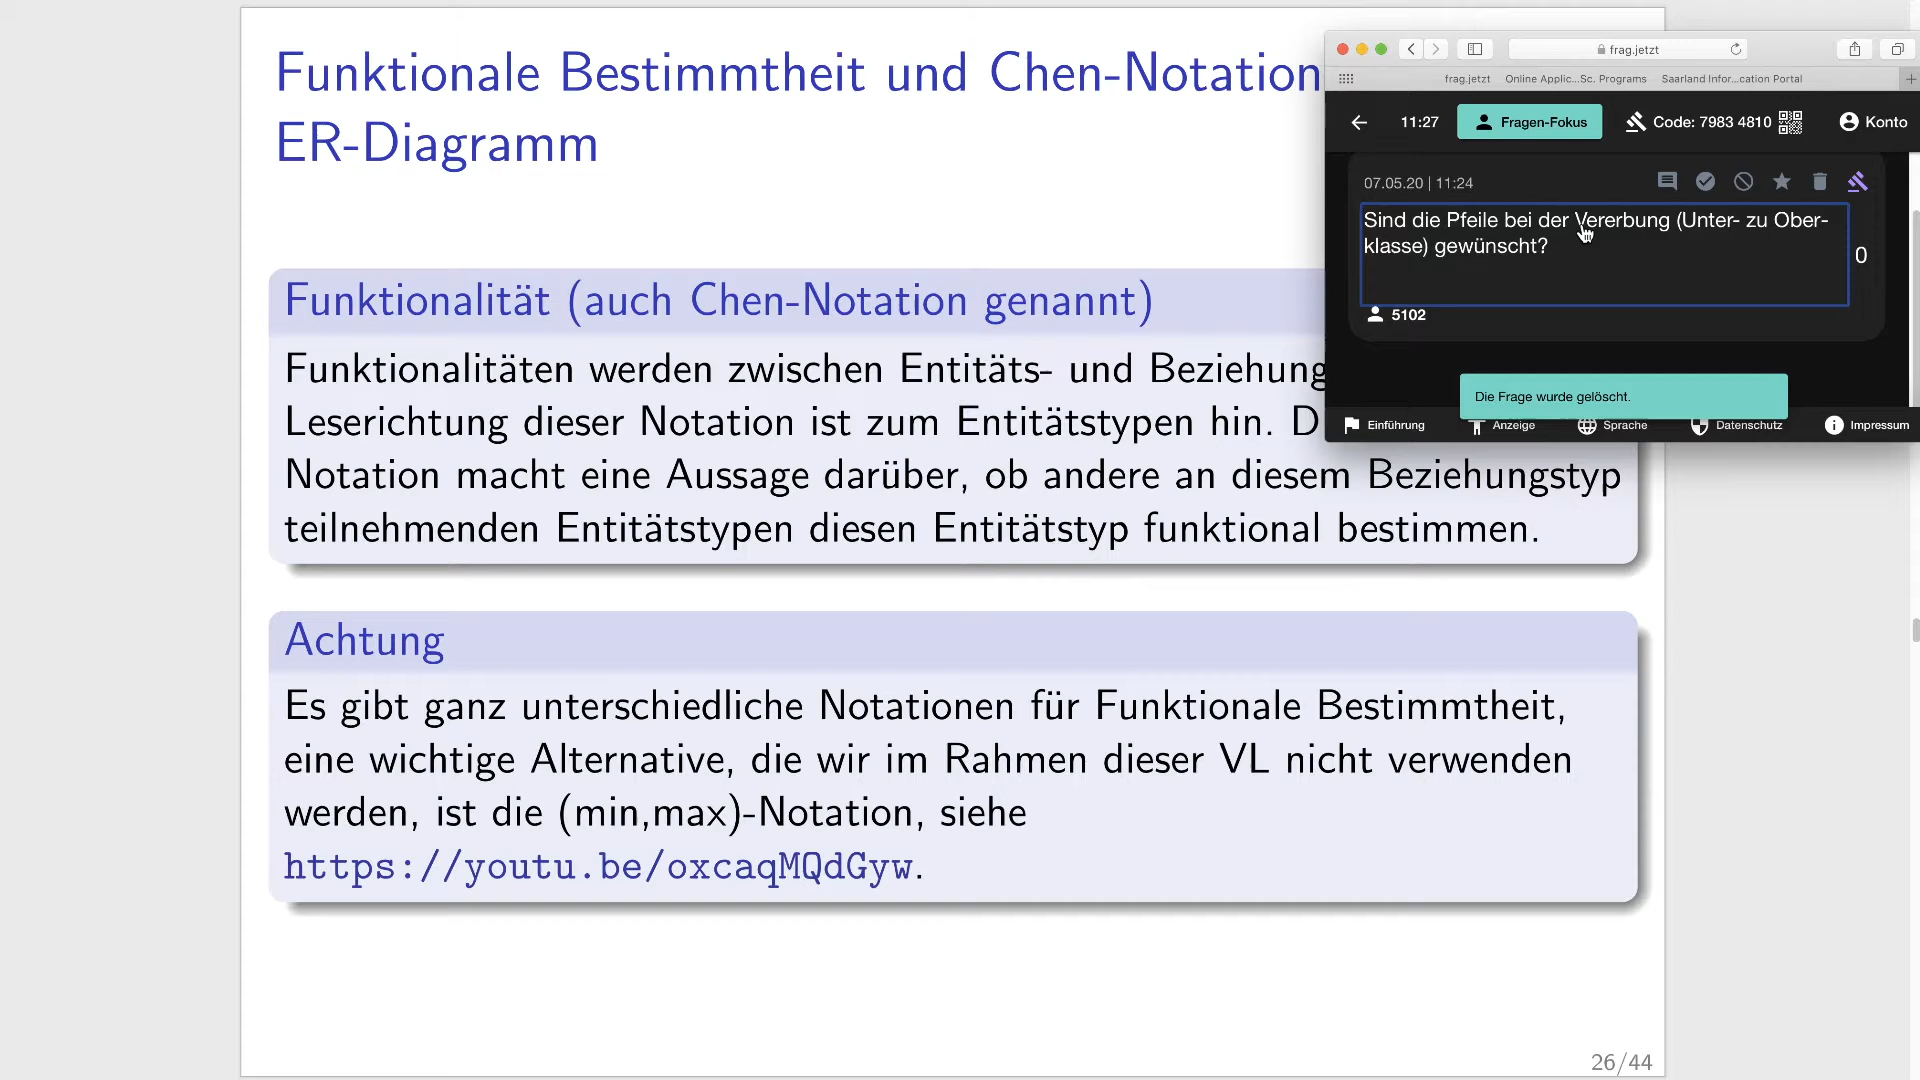 Funktionale Bestimmtheit und Chen-Notation
ER-Diagramm
Funktionalität (auch Chen-Notation genannt)
Funktionalitäten werden zwischen Entitäts- und Beziehung
Leserichtung dieser Notation ist zum Entitätstypen hin. D
Notation macht eine Aussage darüber, ob andere an diesem Beziehungstyp
teilnehmenden Entitätstypen diesen Entitätstyp funktional bestimmen.
Achtung
Es gibt ganz unterschiedliche Notationen für Funktionale Bestimmtheit,
eine wichtige Alternative, die wir im Rahmen dieser VL nicht verwenden
werden, ist die (min,max)-Notation, siehe
https://youtu.be/oxcaqMQdGyw.
26/44
frag.jetzt
frag.jetzt Online Applic...Sc. Programs Saarland Infor...cation Portal
11:27 Fragen-Fokus Code: 7983 4810 Konto
07.05.20 | 11:24
Sind die Pfeile bei der Vererbung (Unter- zu Ober-
klasse) gewünscht?
0
5102
Die Frage wurde gelöscht.
Einführung Anzeige Sprache Datenschutz Impressum